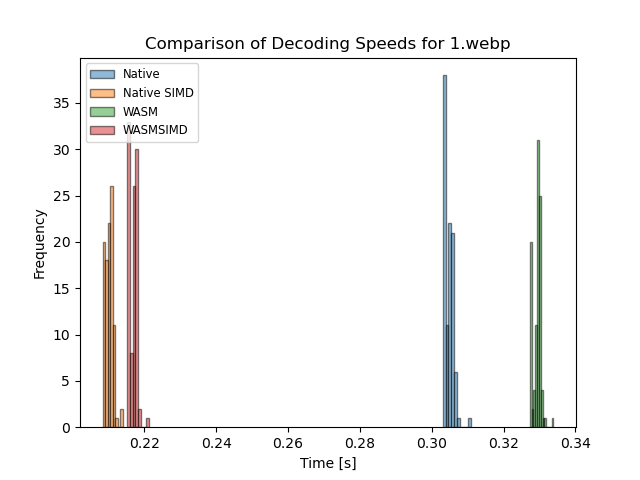 Comparison of Decoding Speeds for 1.webp
Native
Native SIMD
WASM
WASMSIMD
35
30
25
20
15
10
5
0
Frequency
0.22 0.24 0.26 0.28 0.30 0.32 0.34
Time [s]